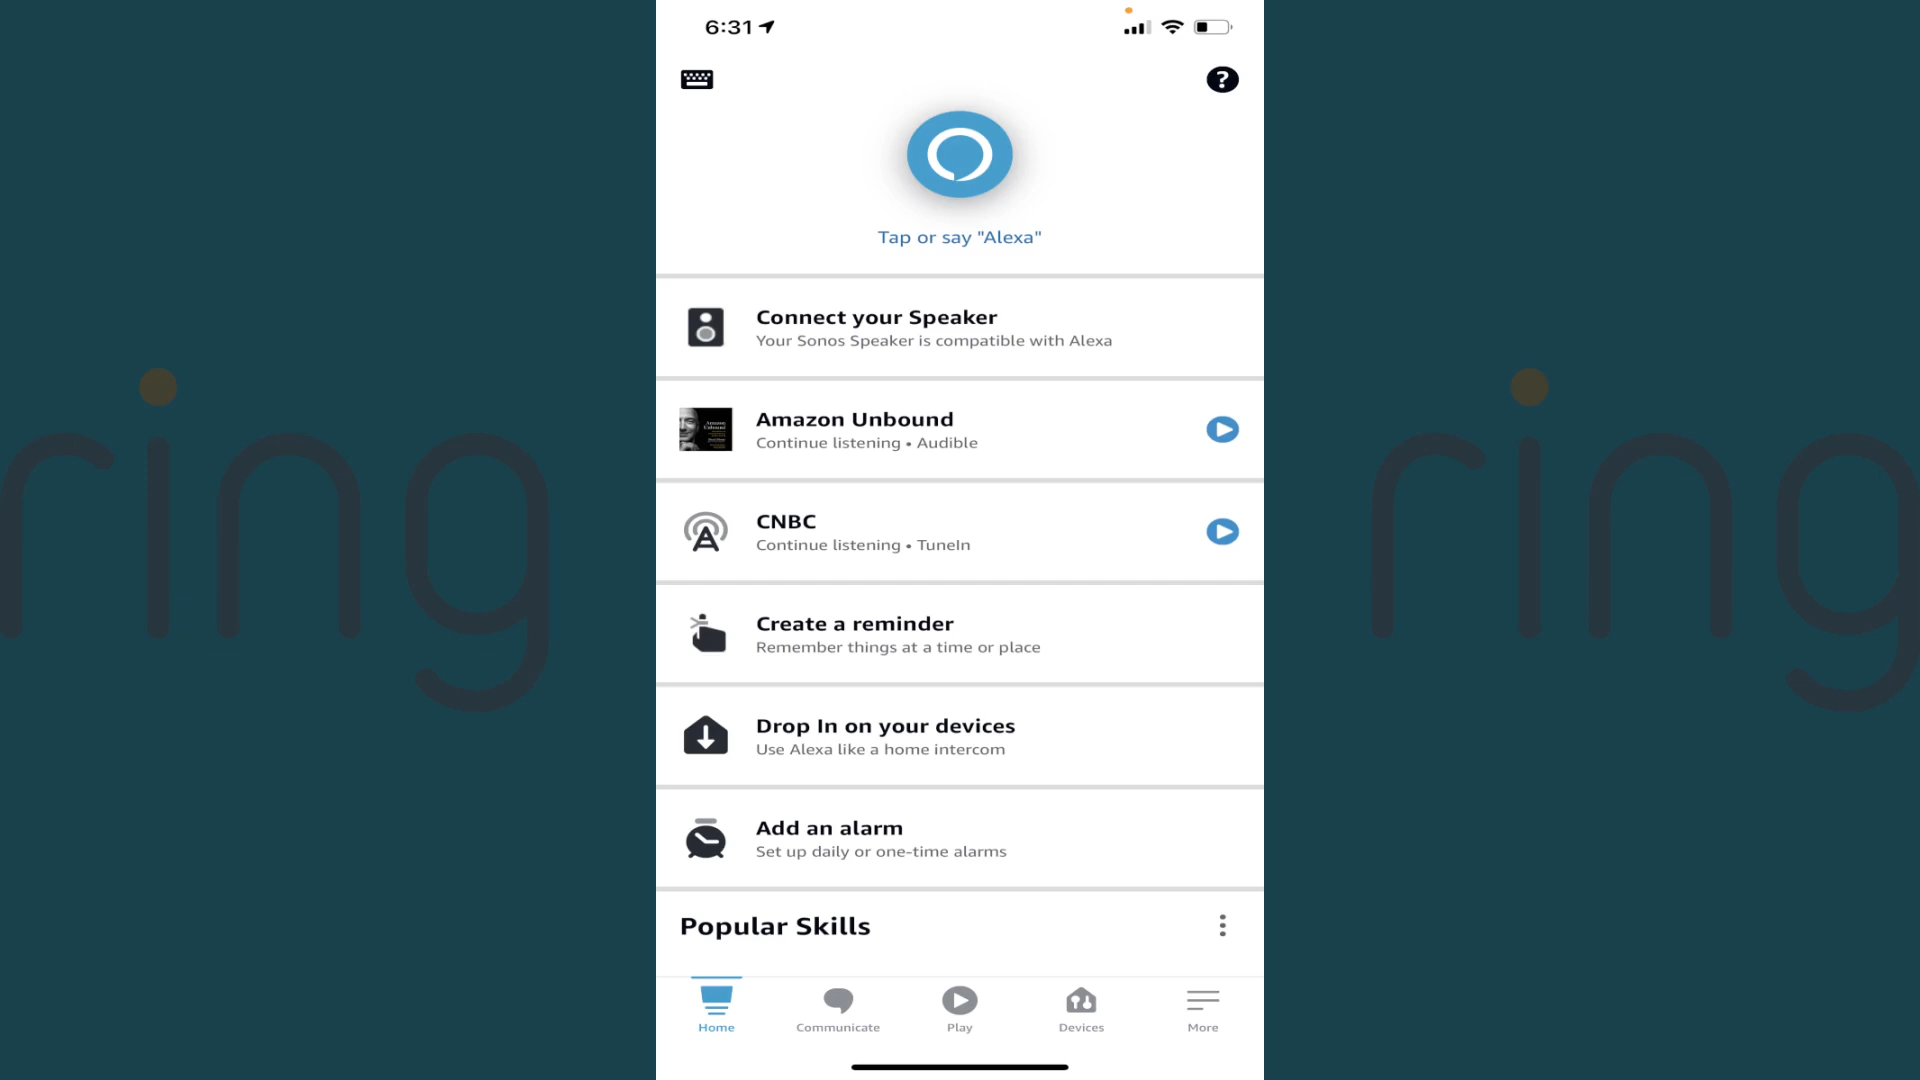 6:31
Tap or say "Alexa"
Connect your Speaker
Your Sonos Speaker is compatible with Alexa
Amazon Unbound
Continue listening • Audible
CNBC
Continue listening • TuneIn
Create a reminder
Remember things at a time or place
Drop In on your devices
Use Alexa like a home intercom
Add an alarm
Set up daily or one-time alarms
Popular Skills
Home
Communicate
Play
Devices
More
ring
ring